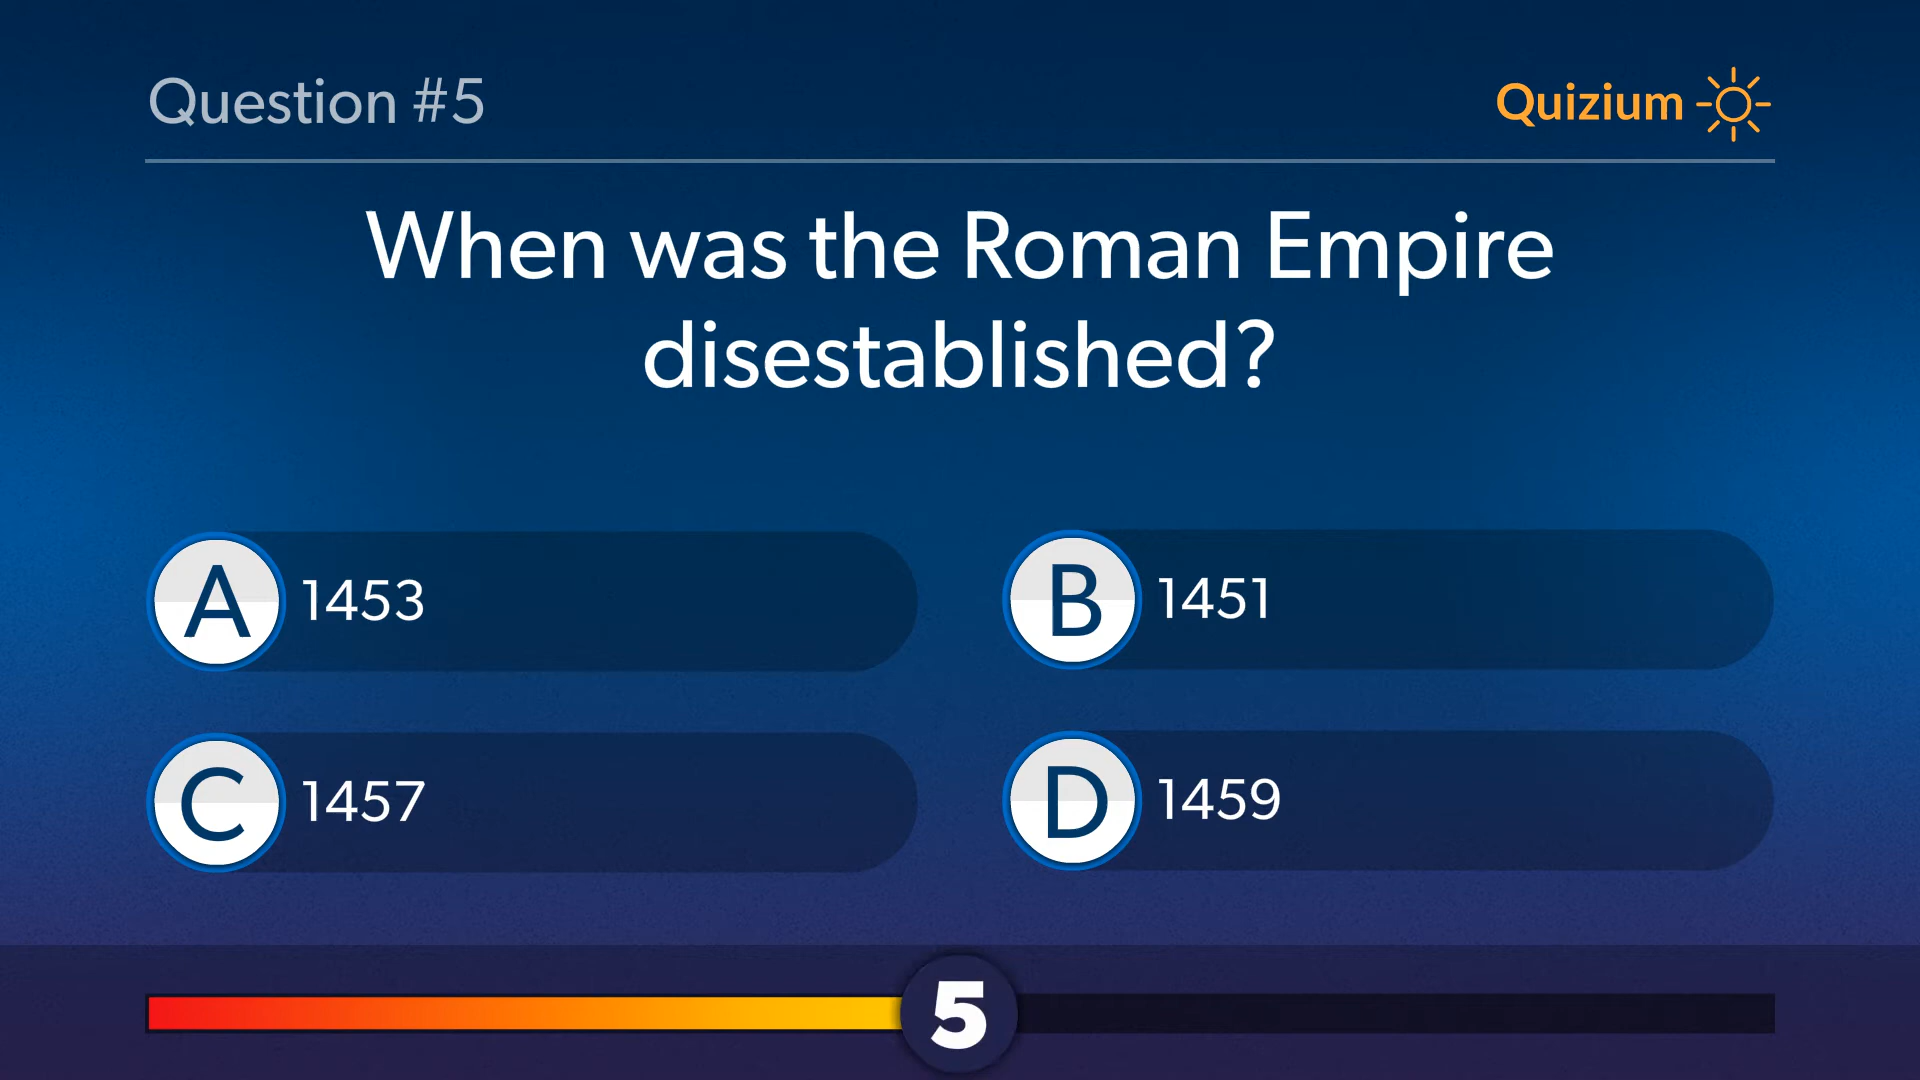 Question #5
Quizium
When was the Roman Empire
disestablished?
A 1453
B 1451
C 1457
D 1459
5